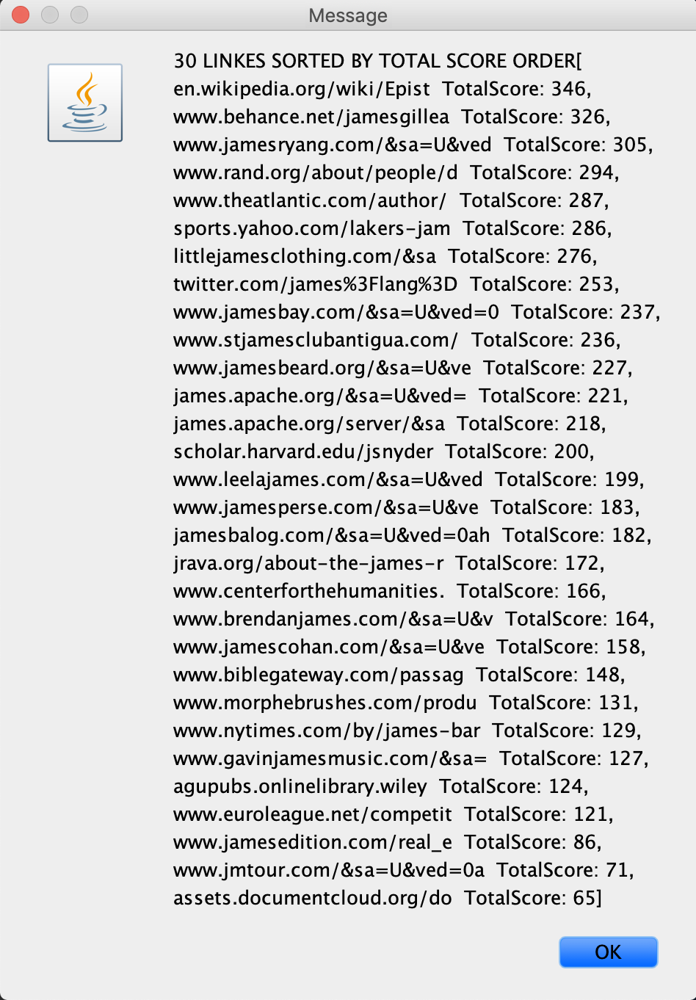 Message
30 LINKES SORTED BY TOTAL SCORE ORDER[
en.wikipedia.org/wiki/Epist  TotalScore: 346,
www.behance.net/jamesgillea  TotalScore: 326,
www.jamesryang.com/&sa=U&ved  TotalScore: 305,
www.rand.org/about/people/d  TotalScore: 294,
www.theatlantic.com/author/  TotalScore: 287,
sports.yahoo.com/lakers-jam  TotalScore: 286,
littlejamesclothing.com/&sa  TotalScore: 276,
twitter.com/james%3Flang%3D  TotalScore: 253,
www.jamesbay.com/&sa=U&ved=0  TotalScore: 237,
www.stjamesclubantigua.com/  TotalScore: 236,
www.jamesbeard.org/&sa=U&ve  TotalScore: 227,
james.apache.org/&sa=U&ved=  TotalScore: 221,
james.apache.org/server/&sa  TotalScore: 218,
scholar.harvard.edu/jsnyder  TotalScore: 200,
www.leelajames.com/&sa=U&ved  TotalScore: 199,
www.jamesperse.com/&sa=U&ve  TotalScore: 183,
jamesbalog.com/&sa=U&ved=0ah  TotalScore: 182,
jrava.org/about-the-james-r  TotalScore: 172,
www.centerforthehumanities.  TotalScore: 166,
www.brendanjames.com/&sa=U&v  TotalScore: 164,
www.jamescohan.com/&sa=U&ve  TotalScore: 158,
www.biblegateway.com/passag  TotalScore: 148,
www.morphebrushes.com/produ  TotalScore: 131,
www.nytimes.com/by/james-bar  TotalScore: 129,
www.gavinjamesmusic.com/&sa=  TotalScore: 127,
agupubs.onlinelibrary.wiley  TotalScore: 124,
www.euroleague.net/competit  TotalScore: 121,
www.jamesedition.com/real_e  TotalScore: 86,
www.jmtour.com/&sa=U&ved=0a  TotalScore: 71,
assets.documentcloud.org/do  TotalScore: 65]
OK